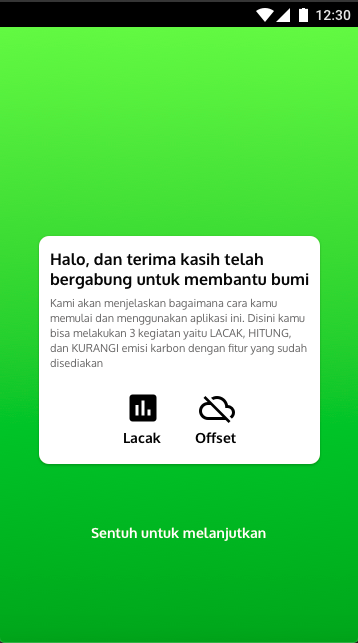 12:30
Halo, dan terima kasih telah
bergabung untuk membantu bumi
Kami akan menjelaskan bagaimana cara kamu
memulai dan menggunakan aplikasi ini. Disini kamu
bisa melakukan 3 kegiatan yaitu LACAK, HITUNG,
dan KURANGI emisi karbon dengan fitur yang sudah
disediakan
Lacak Offset
Sentuh untuk melanjutkan